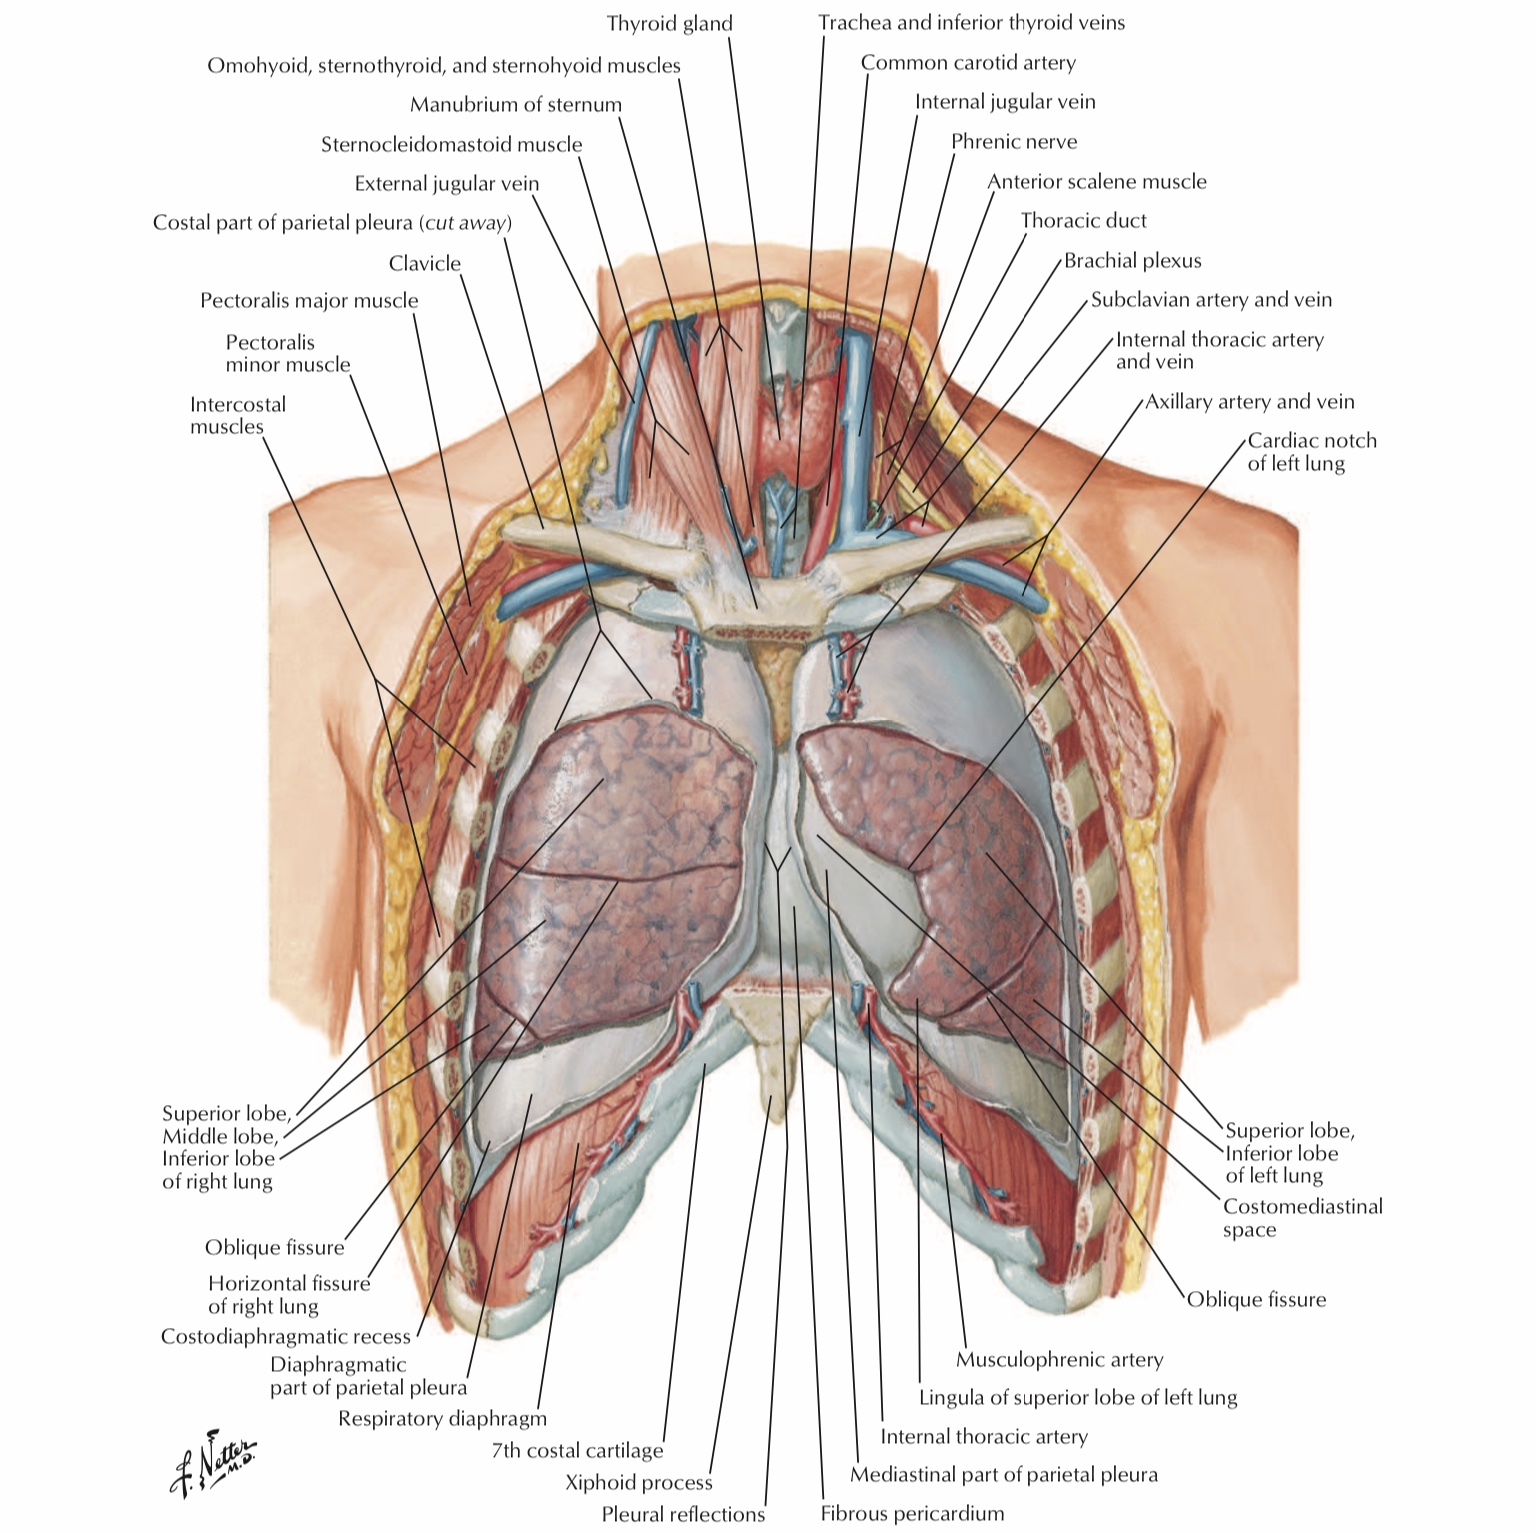 Thyroid gland
Trachea and inferior thyroid veins
Omohyoid, sternothyroid, and sternohyoid muscles
Common carotid artery
Manubrium of sternum
Internal jugular vein
Sternocleidomastoid muscle
Phrenic nerve
External jugular vein
Anterior scalene muscle
Costal part of parietal pleura (cut away)
Thoracic duct
Clavicle
Brachial plexus
Pectoralis major muscle
Subclavian artery and vein
Pectoralis
minor muscle
Internal thoracic artery
and vein
Intercostal
muscles
Axillary artery and vein
Cardiac notch
of left lung
Superior lobe,
Middle lobe,
Inferior lobe
of right lung
Superior lobe,
Inferior lobe
of left lung
Costomediastinal
space
Oblique fissure
Horizontal fissure
of right lung
Oblique fissure
Costodiaphragmatic recess
Diaphragmatic
part of parietal pleura
Musculophrenic artery
Lingula of superior lobe of left lung
Respiratory diaphragm
Internal thoracic artery
7th costal cartilage
Mediastinal part of parietal pleura
Xiphoid process
Pleural reflections
Fibrous pericardium
F. Netter
M.D.